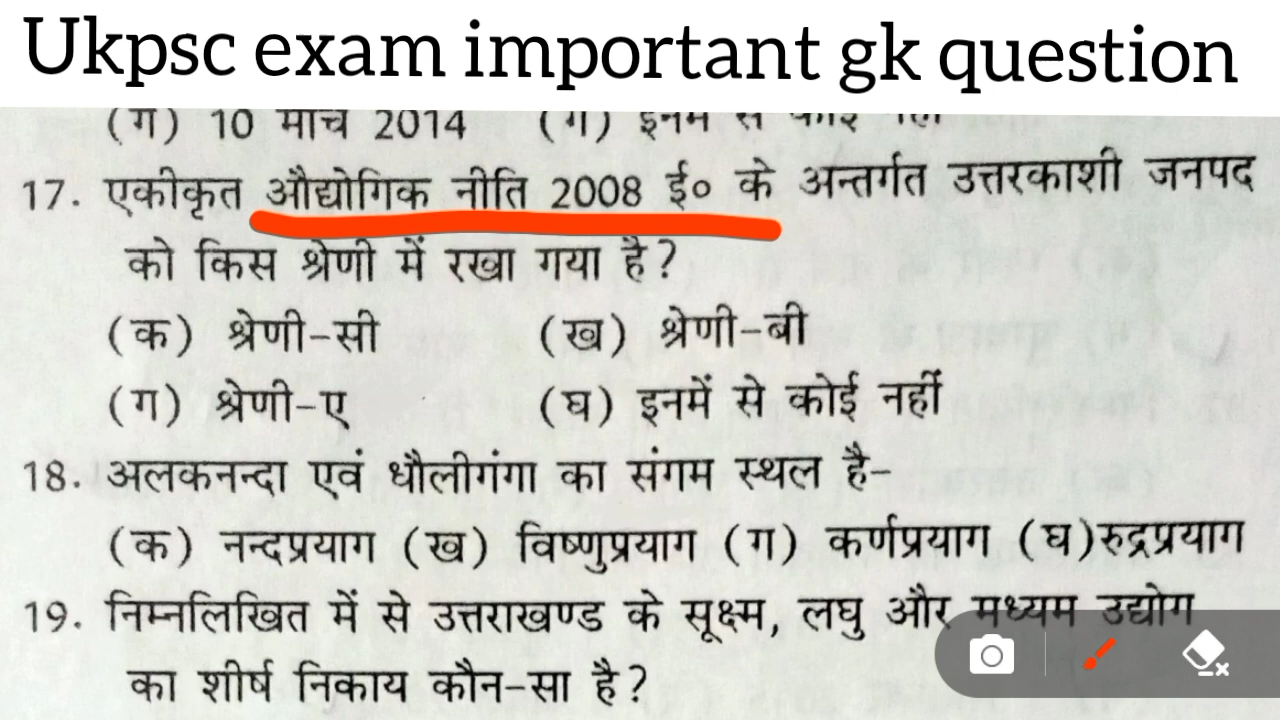 Ukpsc exam important gk question
(ग) 10 मार्च 2014
17. एकीकृत औद्योगिक नीति 2008 ई० के अन्तर्गत उत्तरकाशी जनपद
को किस श्रेणी में रखा गया है?
(क) श्रेणी-सी (ख) श्रेणी-बी
(ग) श्रेणी-ए (घ) इनमें से कोई नहीं
18. अलकनन्दा एवं धौलीगंगा का संगम स्थल है-
(क) नन्दप्रयाग (ख) विष्णुप्रयाग (ग) कर्णप्रयाग (घ)रुद्रप्रयाग
19. निम्नलिखित में से उत्तराखण्ड के सूक्ष्म, लघु और मध्यम उद्योग
का शीर्ष निकाय कौन-सा है?